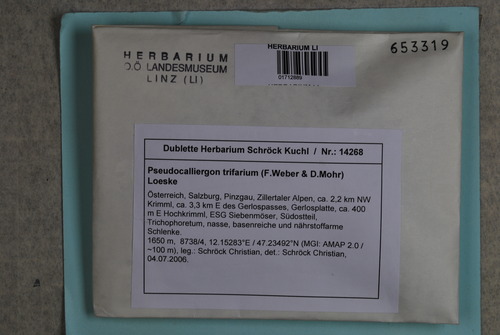 HERBARIUM
OÖ LANDESMUSEUM
LINZ (LI)
HERBARIUM LI
653319
Dublette Herbarium Schröck Kuchl / Nr.: 14268
Pseudocalliergon trifarium (F.Weber & D.Mohr)
Loeske
Österreich, Salzburg, Pinzgau, Zillertaler Alpen, ca. 2,2 km NW
Krimml, ca. 3,3 km E des Gerlospasses, Gerlosplatte, ca. 400
m E Hochkrimml, ESG Siebenmöser, Südostteil,
Trichophoretum, nasse, basenreiche und nährstoffarme
Schlenke.
1650 m, 8738/4, 12.15283°E / 47.23492°N (MGI: AMAP 2.0 /
~100 m), leg.: Schröck Christian, det.: Schröck Christian,
04.07.2006.